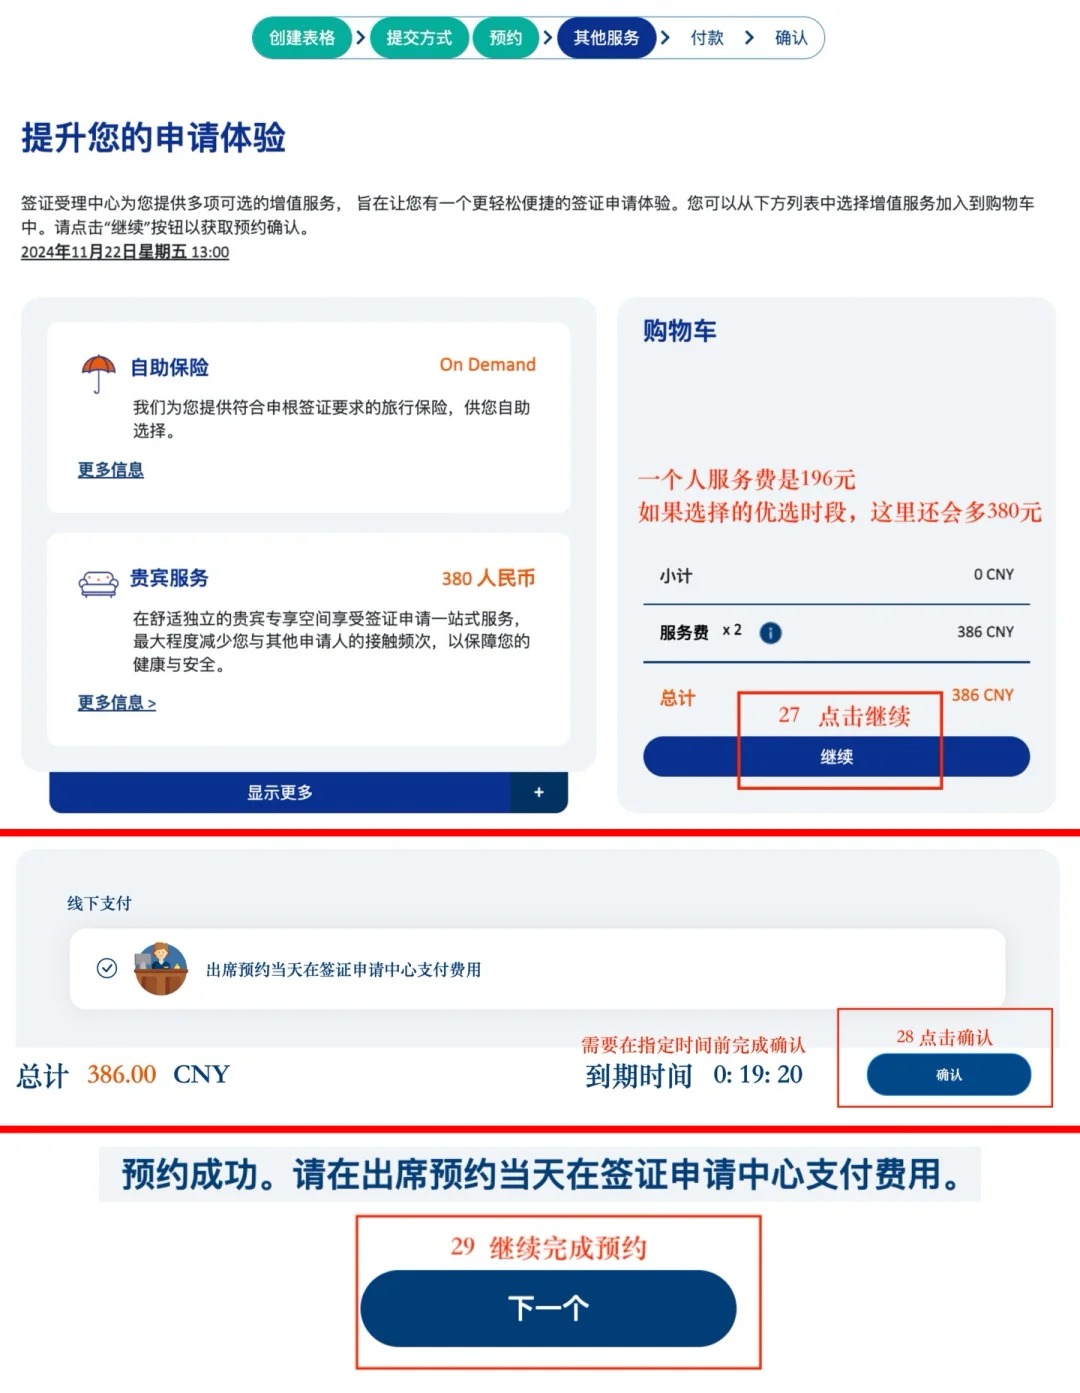 创建表格 > 提交方式 预约 > 其他服务 > 付款 > 确认
提升您的申请体验
签证受理中心为您提供多项可选的增值服务， 旨在让您有一个更轻松便捷的签证申请体验。您可以从下方列表中选择增值服务加入到购物车
中。请点击“继续”按钮以获取预约确认。
2024年11月22日星期五 13:00
自助保险 On Demand
我们为您提供符合申根签证要求的旅行保险，供您自助
选择。
更多信息
贵宾服务 380 人民币
在舒适独立的贵宾专享空间享受签证申请一站式服务，
最大程度减少您与其他申请人的接触频次，以保障您的
健康与安全。
更多信息 >
显示更多 +
购物车
一个人服务费是196元
如果选择的优选时段，这里还会多380元
小计 0 CNY
服务费 x 2 i 386 CNY
总计 386 CNY
27 点击继续
继续
线下支付
出席预约当天在签证申请中心支付费用
需要在指定时间前完成确认
28 点击确认
总计 386.00 CNY 到期时间 0: 19: 20 确认
预约成功。请在出席预约当天在签证申请中心支付费用。
29 继续完成预约
下一个